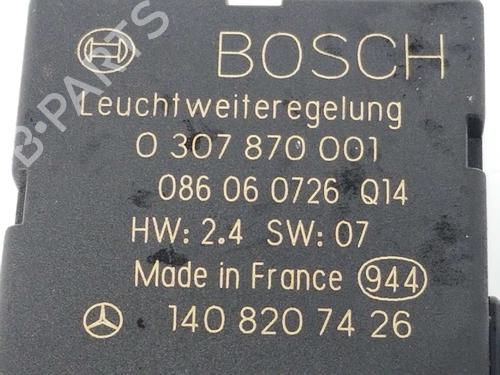 BOSCH
Leuchtweiteregelung
0 307 870 001
086 060 0726 Q14
HW: 2.4 SW: 07
Made in France 944
140 820 74 26
B-PARTS